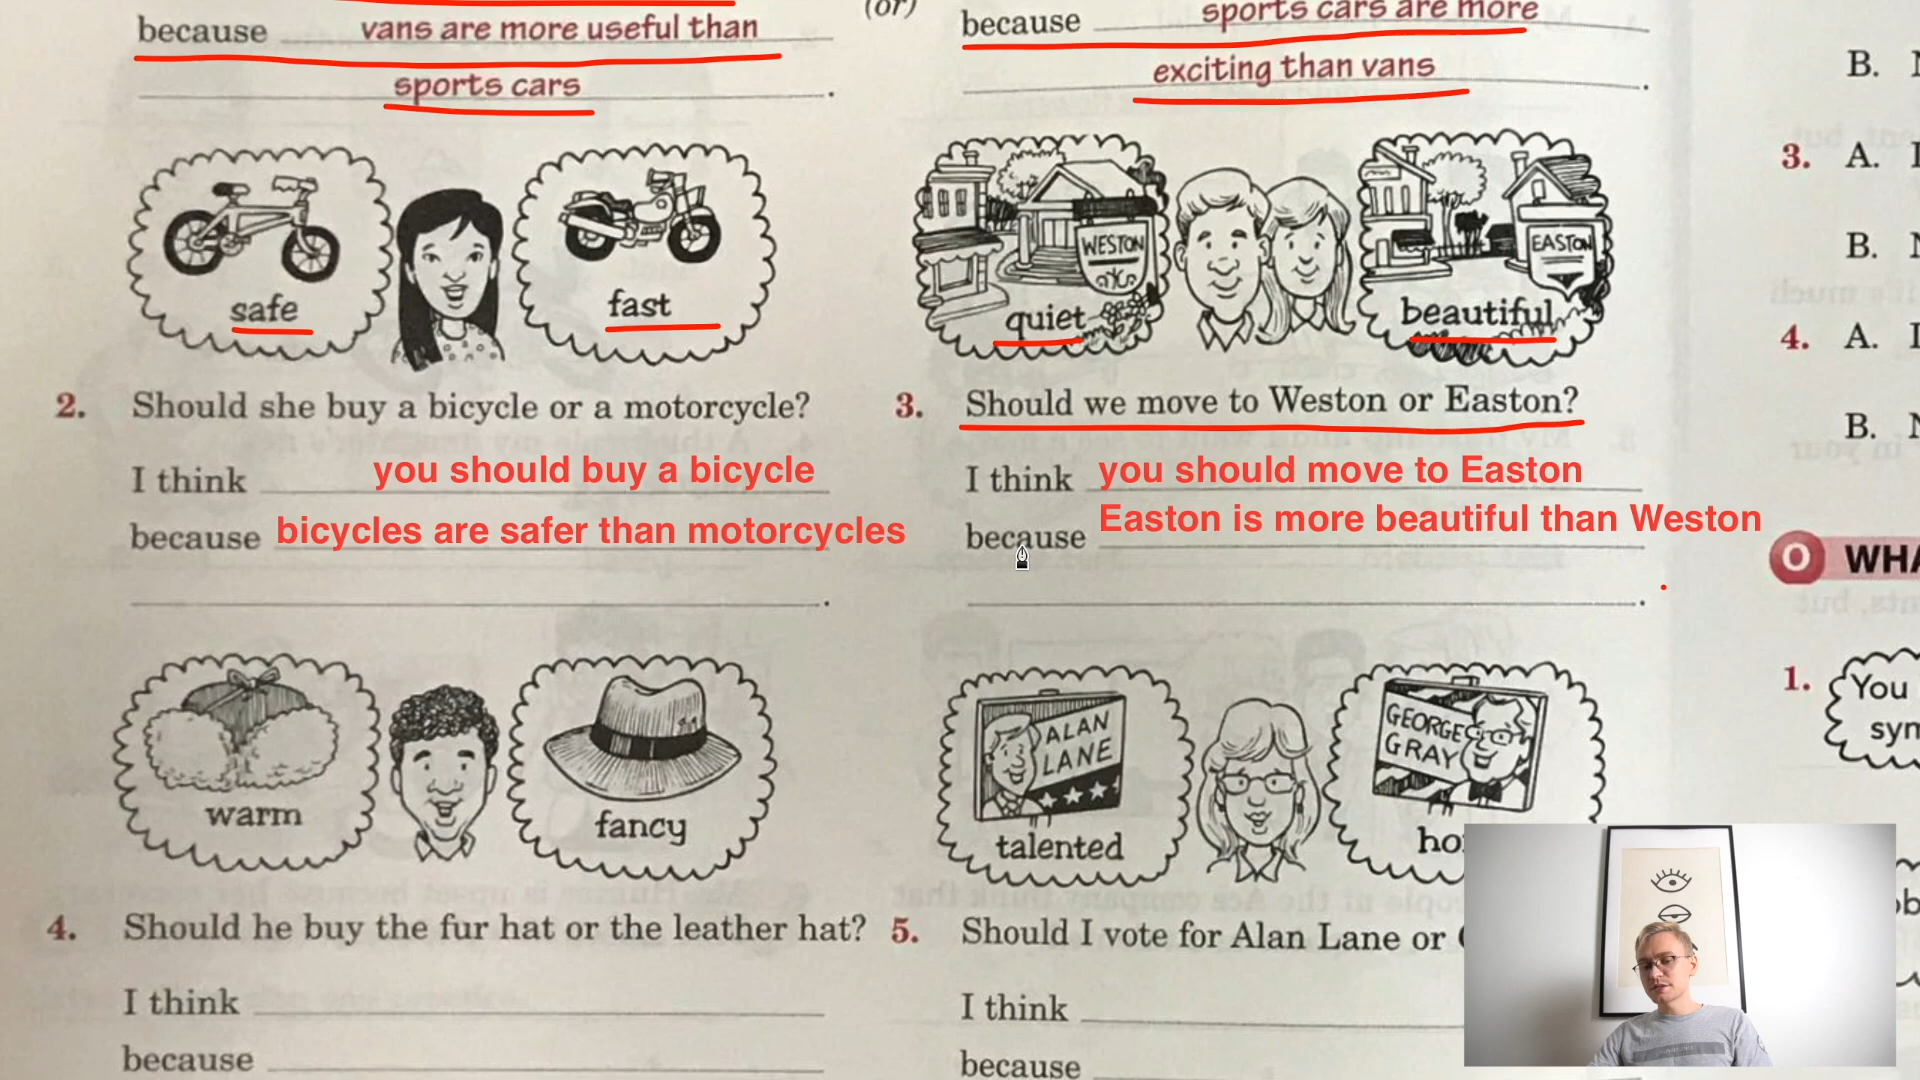 (or)
because vans are more useful than
sports cars .
because sports cars are more
exciting than vans .
safe
fast
WESTON
quiet
EASTON
beautiful
2. Should she buy a bicycle or a motorcycle?
I think you should buy a bicycle
because bicycles are safer than motorcycles
.
3. Should we move to Weston or Easton?
I think you should move to Easton
because Easton is more beautiful than Weston
.
warm
fancy
ALAN
LANE
talented
GEORGE
GRAY
4. Should he buy the fur hat or the leather hat?
I think
because
5. Should I vote for Alan Lane or
I think
because
B.
3. A. I
B.
4. A. I
B.
O
1. You